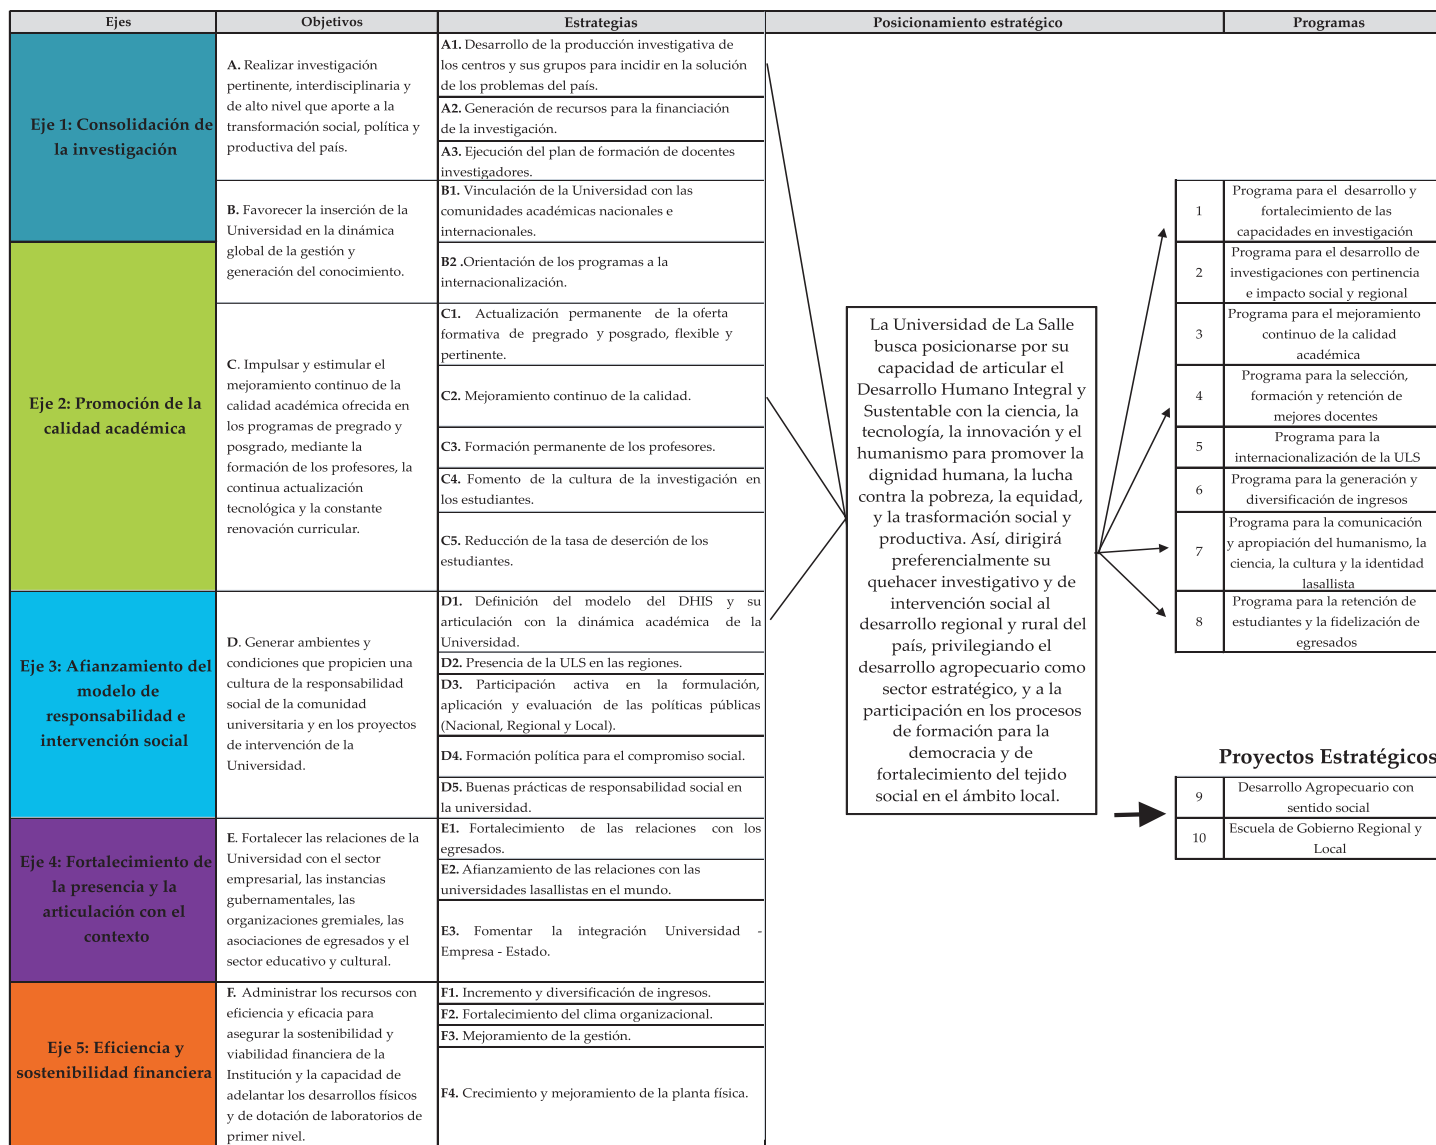 Ejes
Objetivos
Estrategias
Posicionamiento estratégico
Programas
Eje 1: Consolidación de
la investigación
A. Realizar investigación
pertinente, interdisciplinaria y
de alto nivel que aporte a la
transformación social, política y
productiva del país.
A1. Desarrollo de la producción investigativa de
los centros y sus grupos para incidir en la solución
de los problemas del país.
A2. Generación de recursos para la financiación
de la investigación.
A3. Ejecución del plan de formación de docentes
investigadores.
B. Favorecer la inserción de la
Universidad en la dinámica
global de la gestión y
generación del conocimiento.
B1. Vinculación de la Universidad con las
comunidades académicas nacionales e
internacionales.
B2 .Orientación de los programas a la
internacionalización.
Eje 2: Promoción de la
calidad académica
C. Impulsar y estimular el
mejoramiento continuo de la
calidad académica ofrecida en
los programas de pregrado y
posgrado, mediante la
formación de los profesores, la
continua actualización
tecnológica y la constante
renovación curricular.
C1. Actualización permanente de la oferta
formativa de pregrado y posgrado, flexible y
pertinente.
C2. Mejoramiento continuo de la calidad.
C3. Formación permanente de los profesores.
C4. Fomento de la cultura de la investigación en
los estudiantes.
C5. Reducción de la tasa de deserción de los
estudiantes.
Eje 3: Afianzamiento del
modelo de
responsabilidad e
intervención social
D. Generar ambientes y
condiciones que propicien una
cultura de la responsabilidad
social de la comunidad
universitaria y en los proyectos
de intervención de la
Universidad.
D1. Definición del modelo del DHIS y su
articulación con la dinámica académica de la
Universidad.
D2. Presencia de la ULS en las regiones.
D3. Participación activa en la formulación,
aplicación y evaluación de las políticas públicas
(Nacional, Regional y Local).
D4. Formación política para el compromiso social.
D5. Buenas prácticas de responsabilidad social en
la universidad.
Eje 4: Fortalecimiento de
la presencia y la
articulación con el
contexto
E. Fortalecer las relaciones de la
Universidad con el sector
empresarial, las instancias
gubernamentales, las
organizaciones gremiales, las
asociaciones de egresados y el
sector educativo y cultural.
E1. Fortalecimiento de las relaciones con los
egresados.
E2. Afianzamiento de las relaciones con las
universidades lasallistas en el mundo.
E3. Fomentar la integración Universidad -
Empresa - Estado.
Eje 5: Eficiencia y
sostenibilidad financiera
F. Administrar los recursos con
eficiencia y eficacia para
asegurar la sostenibilidad y
viabilidad financiera de la
Institución y la capacidad de
adelantar los desarrollos físicos
y de dotación de laboratorios de
primer nivel.
F1. Incremento y diversificación de ingresos.
F2. Fortalecimiento del clima organizacional.
F3. Mejoramiento de la gestión.
F4. Crecimiento y mejoramiento de la planta física.
La Universidad de La Salle
busca posicionarse por su
capacidad de articular el
Desarrollo Humano Integral y
Sustentable con la ciencia, la
tecnología, la innovación y el
humanismo para promover la
dignidad humana, la lucha
contra la pobreza, la equidad,
y la trasformación social y
productiva. Así, dirigirá
preferencialmente su
quehacer investigativo y de
intervención social al
desarrollo regional y rural del
país, privilegiando el
desarrollo agropecuario como
sector estratégico, y a la
participación en los procesos
de formación para la
democracia y de
fortalecimiento del tejido
social en el ámbito local.
1
Programa para el desarrollo y
fortalecimiento de las
capacidades en investigación
2
Programa para el desarrollo de
investigaciones con pertinencia
e impacto social y regional
3
Programa para el mejoramiento
continuo de la calidad
académica
4
Programa para la selección,
formación y retención de
mejores docentes
5
Programa para la
internacionalización de la ULS
6
Programa para la generación y
diversificación de ingresos
7
Programa para la comunicación
y apropiación del humanismo, la
ciencia, la cultura y la identidad
lasallista
8
Programa para la retención de
estudiantes y la fidelización de
egresados
Proyectos Estratégicos
9
Desarrollo Agropecuario con
sentido social
10
Escuela de Gobierno Regional y
Local